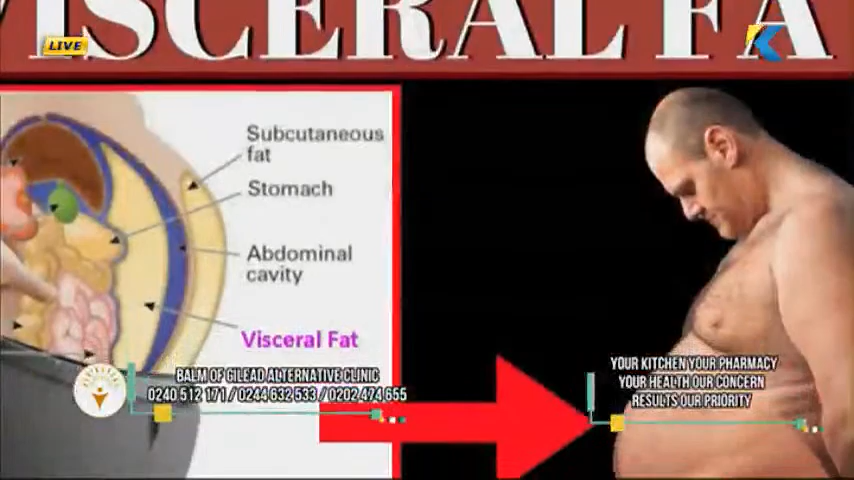 VISCERAL FA
LIVE
Subcutaneous
fat
Stomach
Abdominal
cavity
Visceral Fat
BALM OF GILEAD ALTERNATIVE CLINIC
0240 512 171 / 0244 632 533 / 0202 474 655
YOUR KITCHEN YOUR PHARMACY
YOUR HEALTH OUR CONCERN
RESULTS OUR PRIORITY